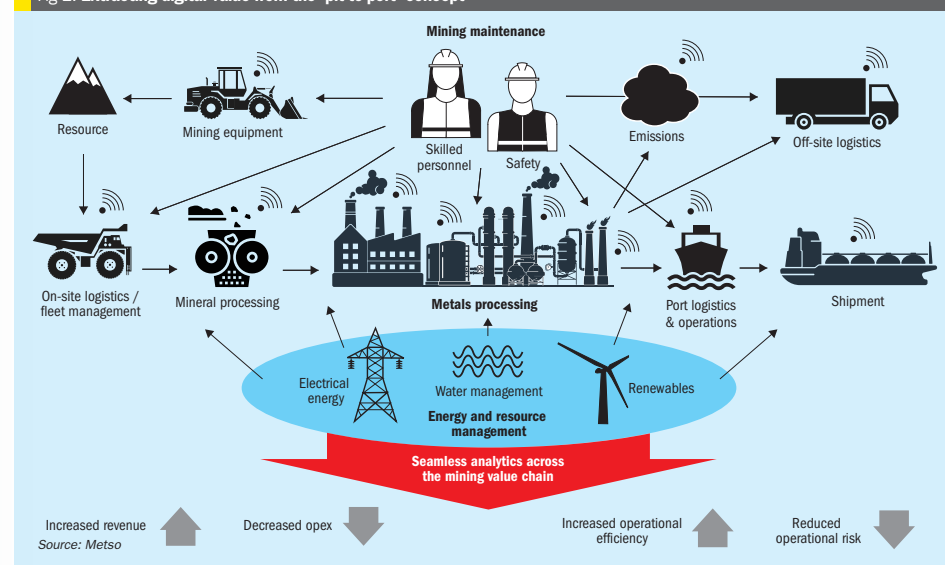 Mining maintenance
Resource
Mining equipment
Skilled
personnel
Safety
Emissions
Off-site logistics
On-site logistics /
fleet management
Mineral processing
Metals processing
Port logistics
& operations
Shipment
Electrical
energy
Water management
Renewables
Energy and resource
management
Seamless analytics across
the mining value chain
Increased revenue
Decreased opex
Increased operational
efficiency
Reduced
operational risk
Source: Metso